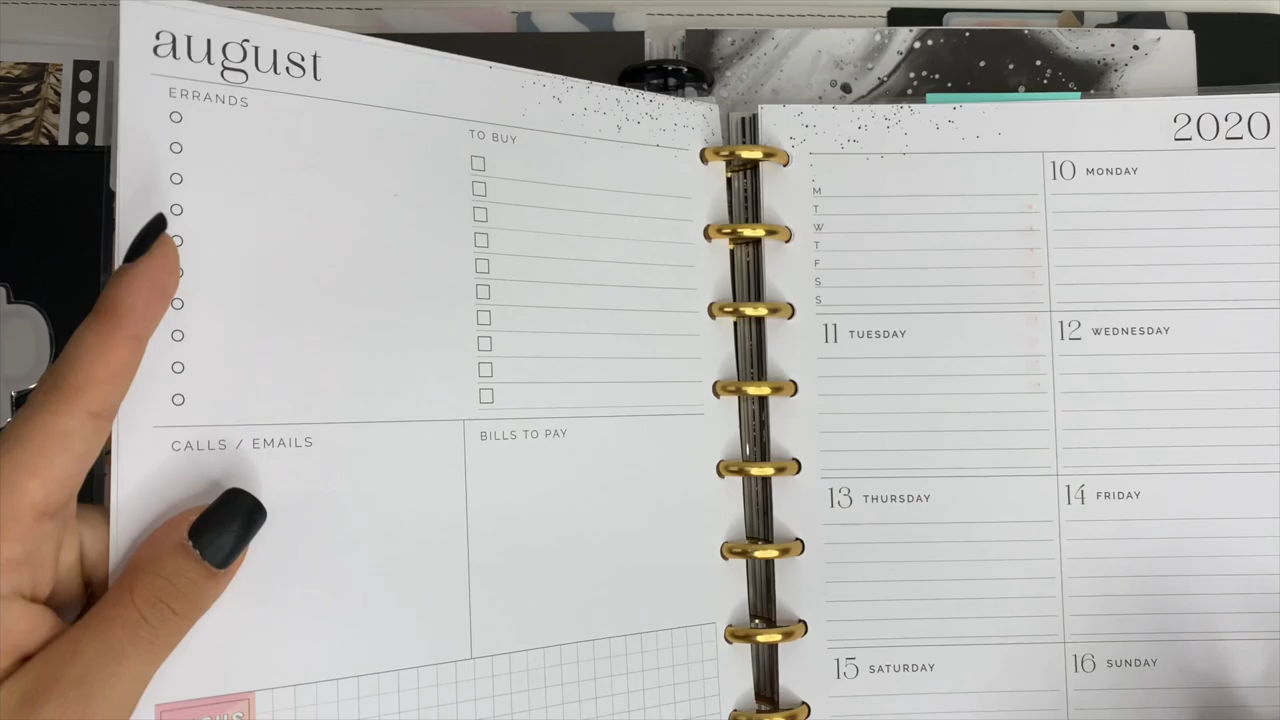 august
ERRANDS
TO BUY
CALLS / EMAILS
BILLS TO PAY
2020
M
T
W
T
F
S
S
10 MONDAY
11 TUESDAY
12 WEDNESDAY
13 THURSDAY
14 FRIDAY
15 SATURDAY
16 SUNDAY